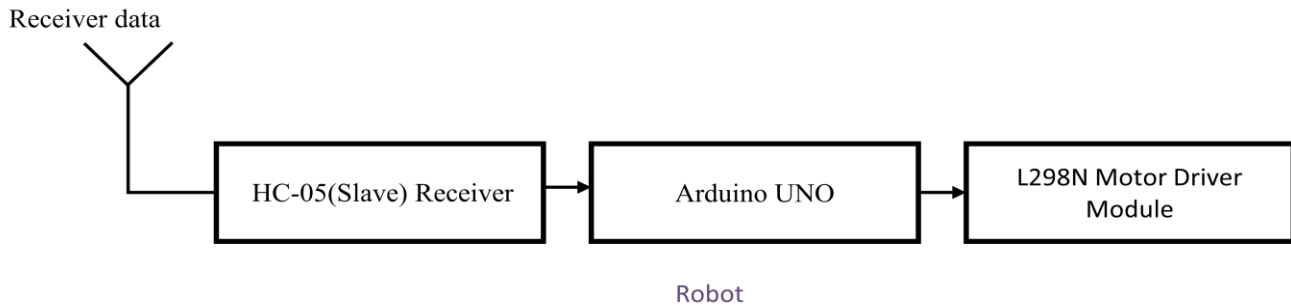 Receiver data
HC-05(Slave) Receiver
Arduino UNO
L298N Motor Driver
Module
Robot